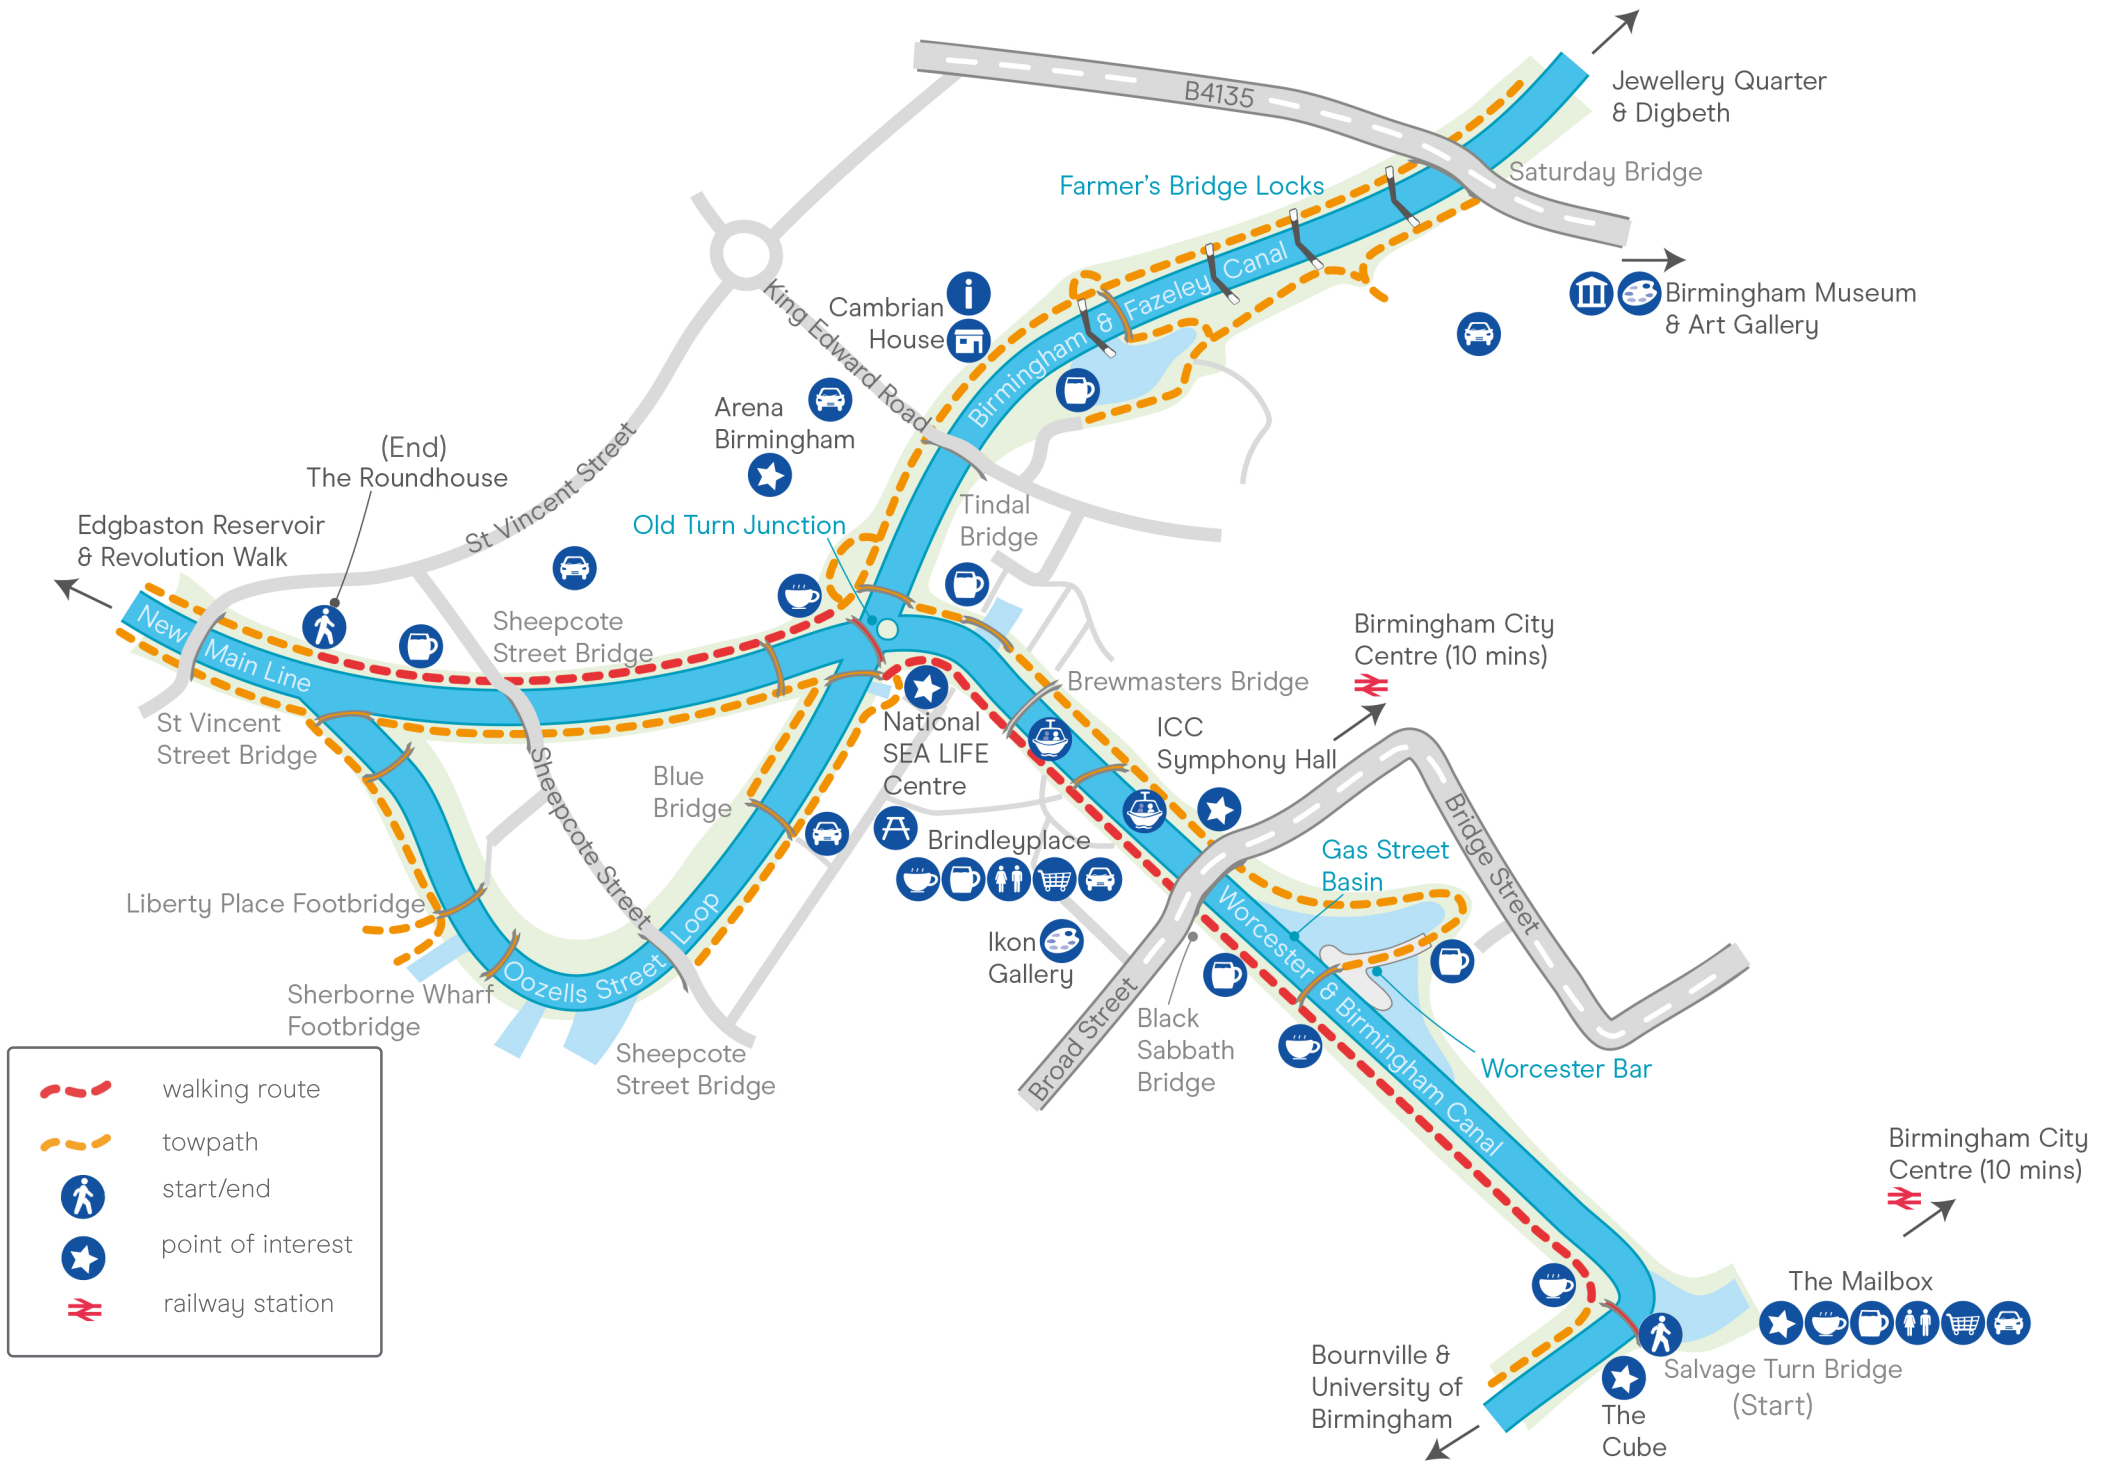 B4135
Jewellery Quarter
& Digbeth
Saturday Bridge
Farmer's Bridge Locks
Birmingham & Fazeley Canal
Birmingham Museum
& Art Gallery
King Edward Road
Cambrian
House
Arena
Birmingham
(End)
The Roundhouse
St Vincent Street
Old Turn Junction
Tindal
Bridge
Edgbaston Reservoir
& Revolution Walk
New Main Line
Sheepcote
Street Bridge
Birmingham City
Centre (10 mins)
Brewmasters Bridge
St Vincent
Street Bridge
National
SEA LIFE
Centre
ICC
Symphony Hall
Blue
Bridge
Sheepcote Street
Brindleyplace
Bridge Street
Gas Street
Basin
Liberty Place Footbridge
Oozells Street Loop
Ikon
Gallery
Worcester & Birmingham Canal
Sherborne Wharf
Footbridge
Broad Street
Black
Sabbath
Bridge
Sheepcote
Street Bridge
Worcester Bar
walking route
towpath
start/end
point of interest
railway station
Birmingham City
Centre (10 mins)
The Mailbox
Salvage Turn Bridge
(Start)
Bournville &
University of
Birmingham
The
Cube